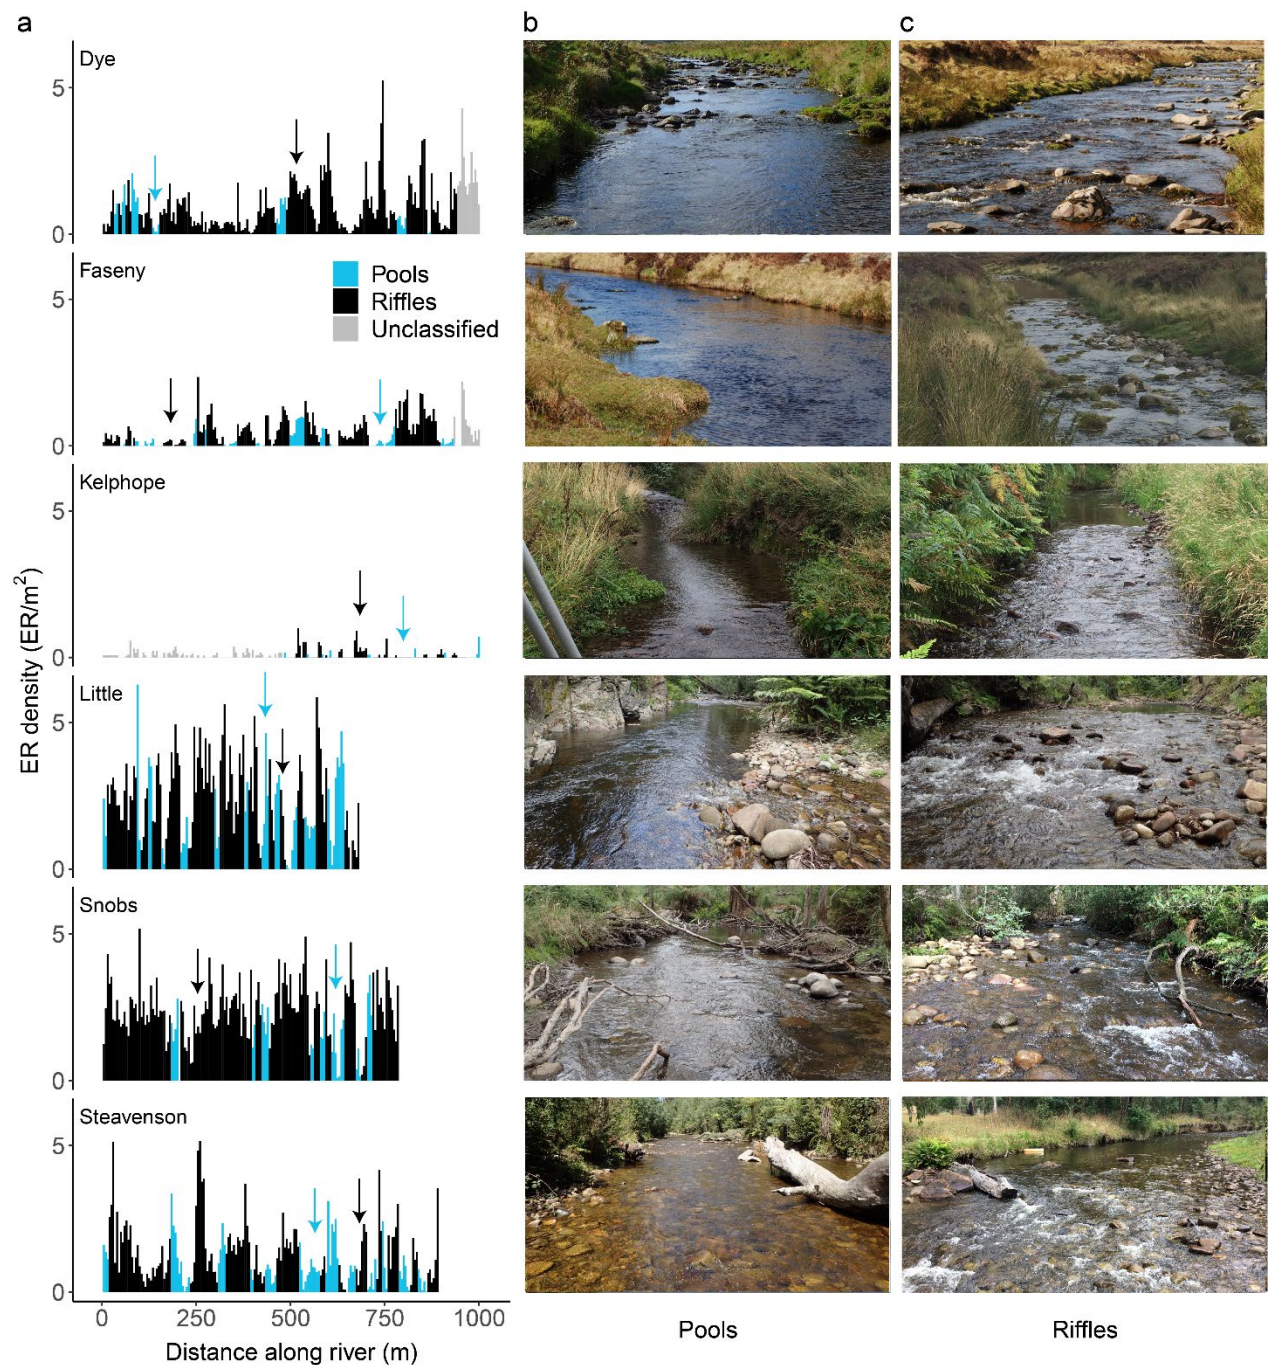 a
b
c
Dye
5
0
Faseny
Pools
Riffles
Unclassified
5
0
Kelphope
5
0
Little
5
0
Snobs
5
0
Steavenson
5
0
ER density (ER/m²)
0 250 500 750 1000
Distance along river (m)
Pools
Riffles